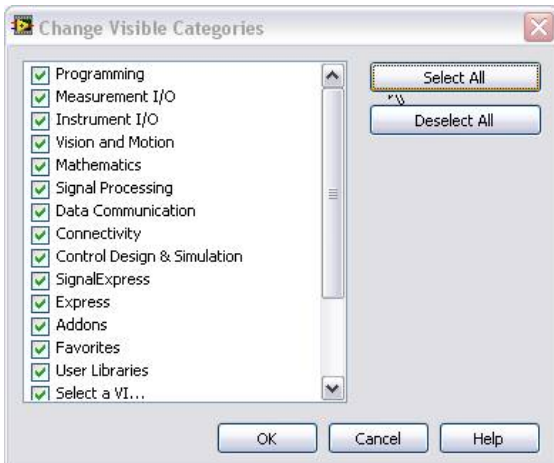 Change Visible Categories
Programming
Measurement I/O
Instrument I/O
Vision and Motion
Mathematics
Signal Processing
Data Communication
Connectivity
Control Design & Simulation
SignalExpress
Express
Addons
Favorites
User Libraries
Select a VI...
Select All
Deselect All
OK
Cancel
Help